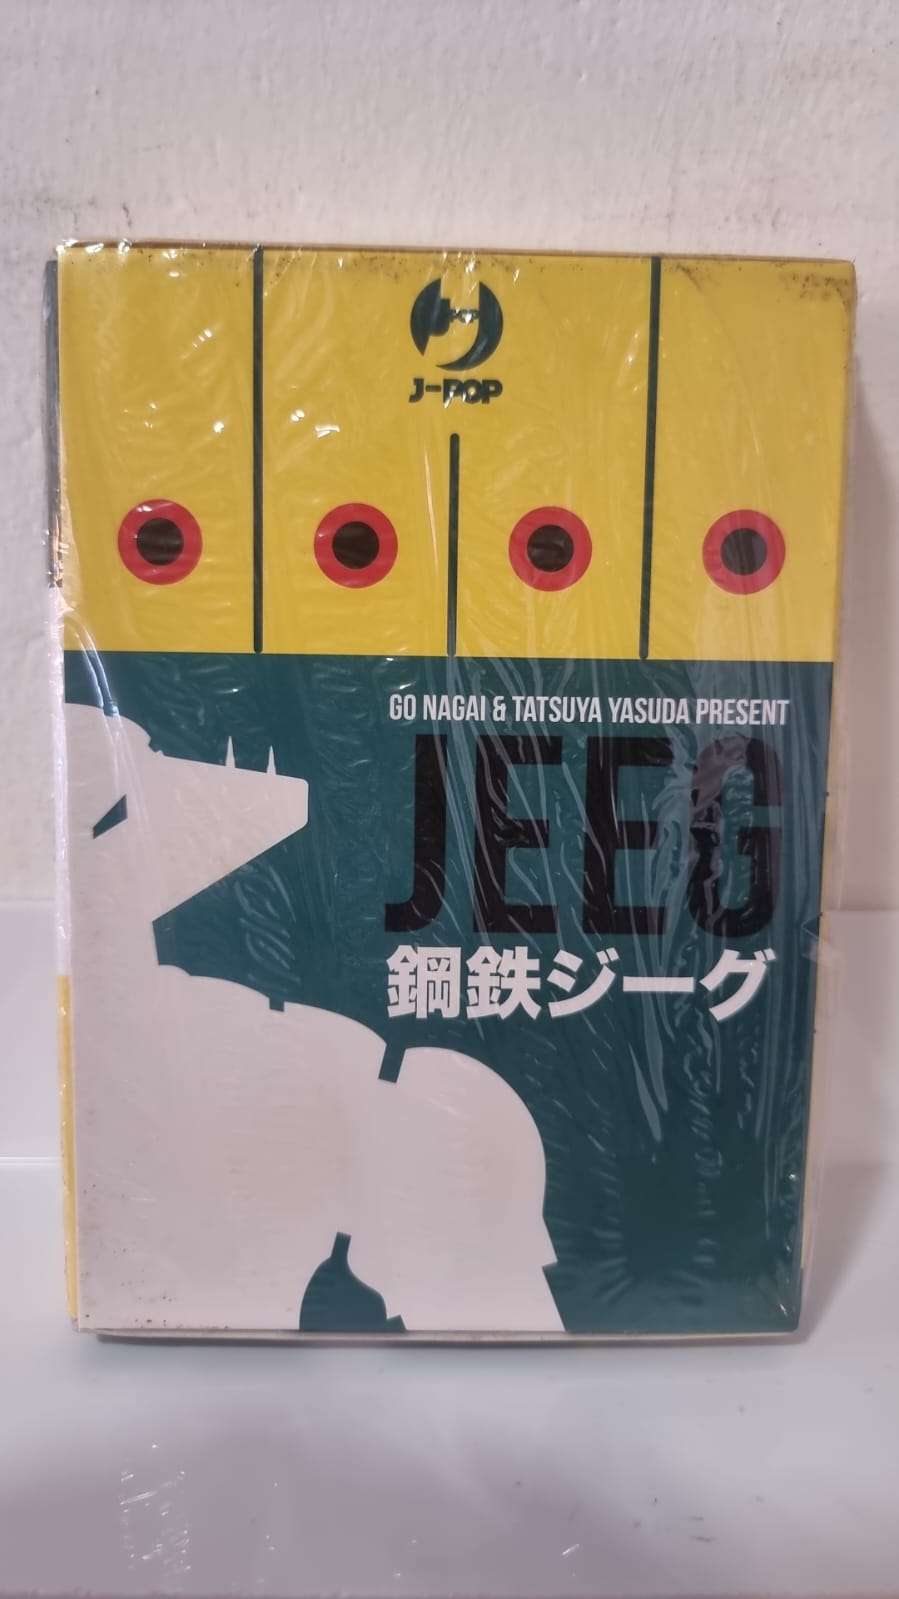 J-POP
GO NAGAI & TATSUYA YASUDA PRESENT
JEEG
鋼鉄ジーグ